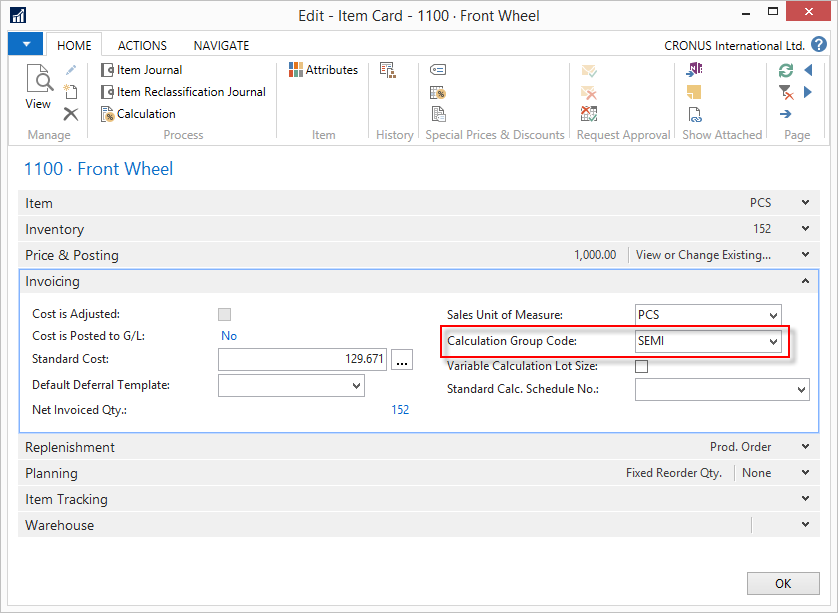 Edit - Item Card - 1100 · Front Wheel
HOME ACTIONS NAVIGATE CRONUS International Ltd. ?
View
Item Journal
Item Reclassification Journal
Calculation
Attributes
Manage Process Item History Special Prices & Discounts Request Approval Show Attached Page
1100 · Front Wheel
Item PCS
Inventory 152
Price & Posting 1,000.00 View or Change Existing...
Invoicing
Cost is Adjusted:
Cost is Posted to G/L: No
Standard Cost: 129.671 ...
Default Deferral Template:
Net Invoiced Qty.: 152
Sales Unit of Measure: PCS
Calculation Group Code: SEMI
Variable Calculation Lot Size:
Standard Calc. Schedule No.:
Replenishment Prod. Order
Planning Fixed Reorder Qty. None
Item Tracking
Warehouse
OK